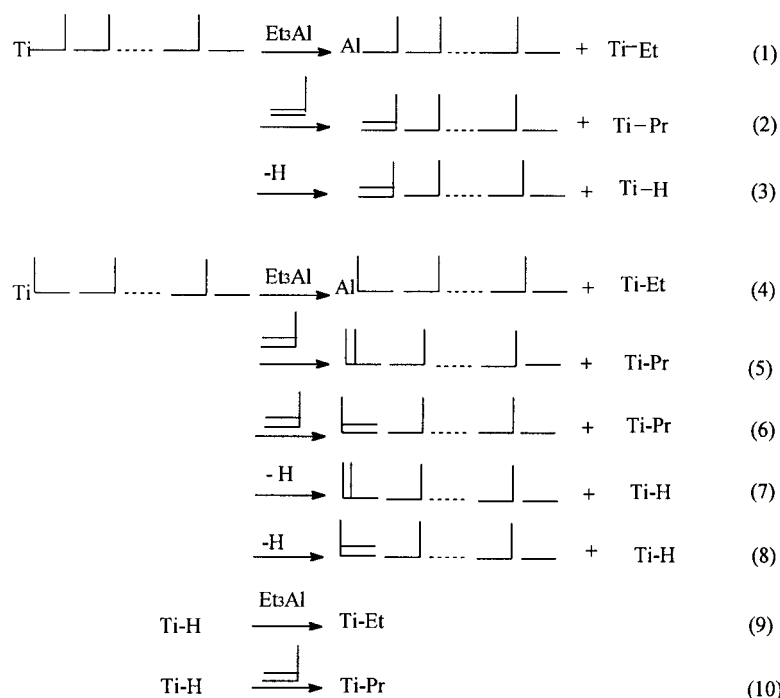 Et₃Al
Ti Al + Ti-Et (1)
+ Ti-Pr (2)
-H
+ Ti-H (3)
Et₃Al
Ti Al + Ti-Et (4)
+ Ti-Pr (5)
+ Ti-Pr (6)
- H
+ Ti-H (7)
-H
+ Ti-H (8)
Et₃Al
Ti-H Ti-Et (9)
Ti-H Ti-Pr (10)